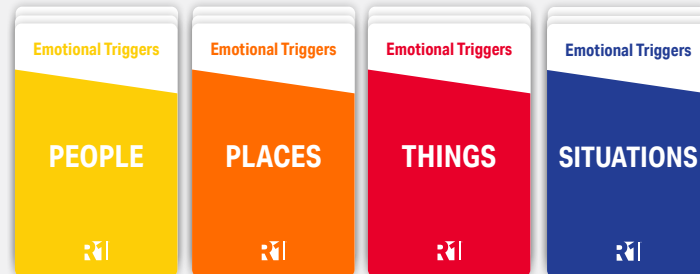 Emotional Triggers
PEOPLE
Emotional Triggers
PLACES
Emotional Triggers
THINGS
Emotional Triggers
SITUATIONS